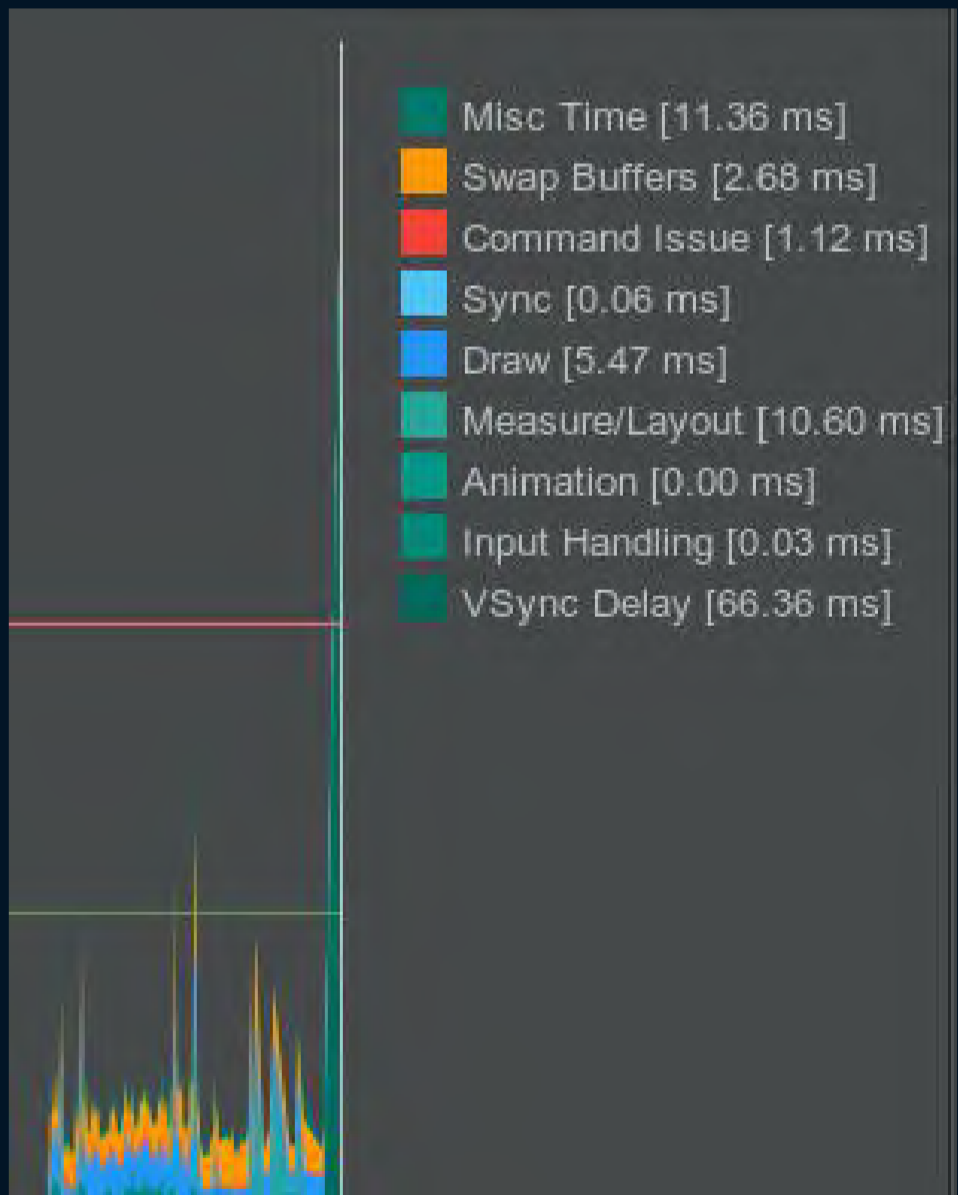 Misc Time [11.36 ms]
Swap Buffers [2.68 ms]
Command Issue [1.12 ms]
Sync [0.06 ms]
Draw [5.47 ms]
Measure/Layout [10.60 ms]
Animation [0.00 ms]
Input Handling [0.03 ms]
VSync Delay [66.36 ms]